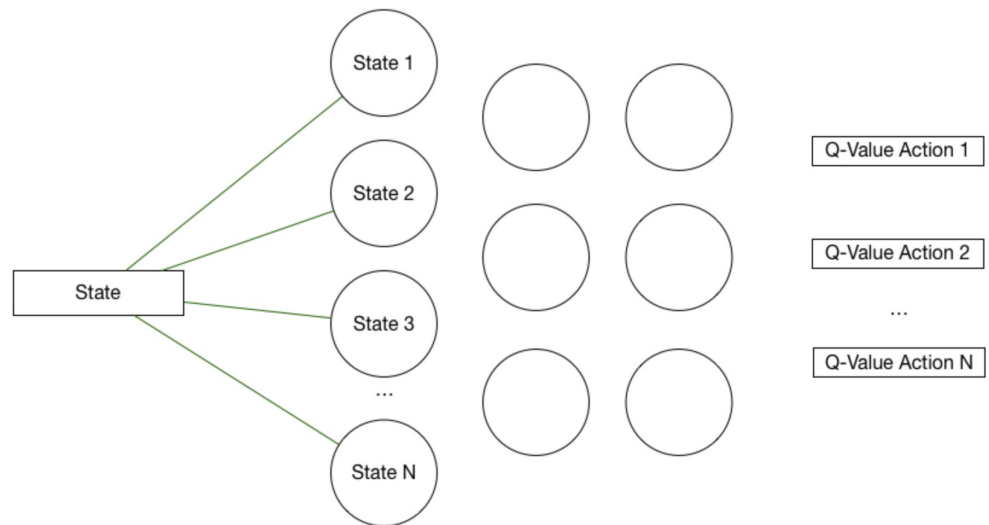 State
State 1
State 2
State 3
...
State N
Q-Value Action 1
Q-Value Action 2
...
Q-Value Action N